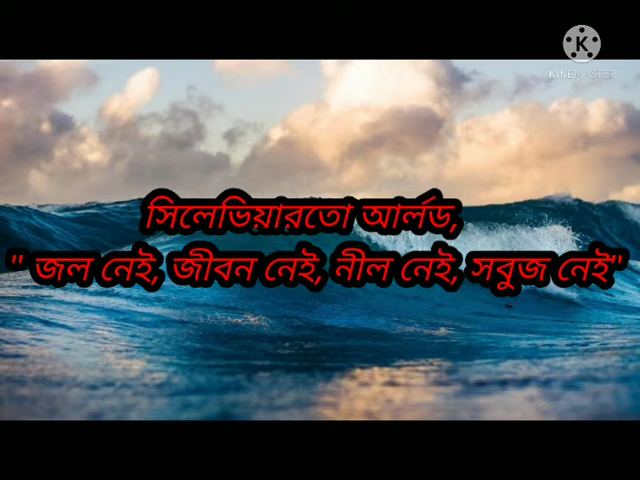 KINEMASTER
সিলেভিয়ারতো আর্লড,
" জল নেই, জীবন নেই, নীল নেই, সবুজ নেই"